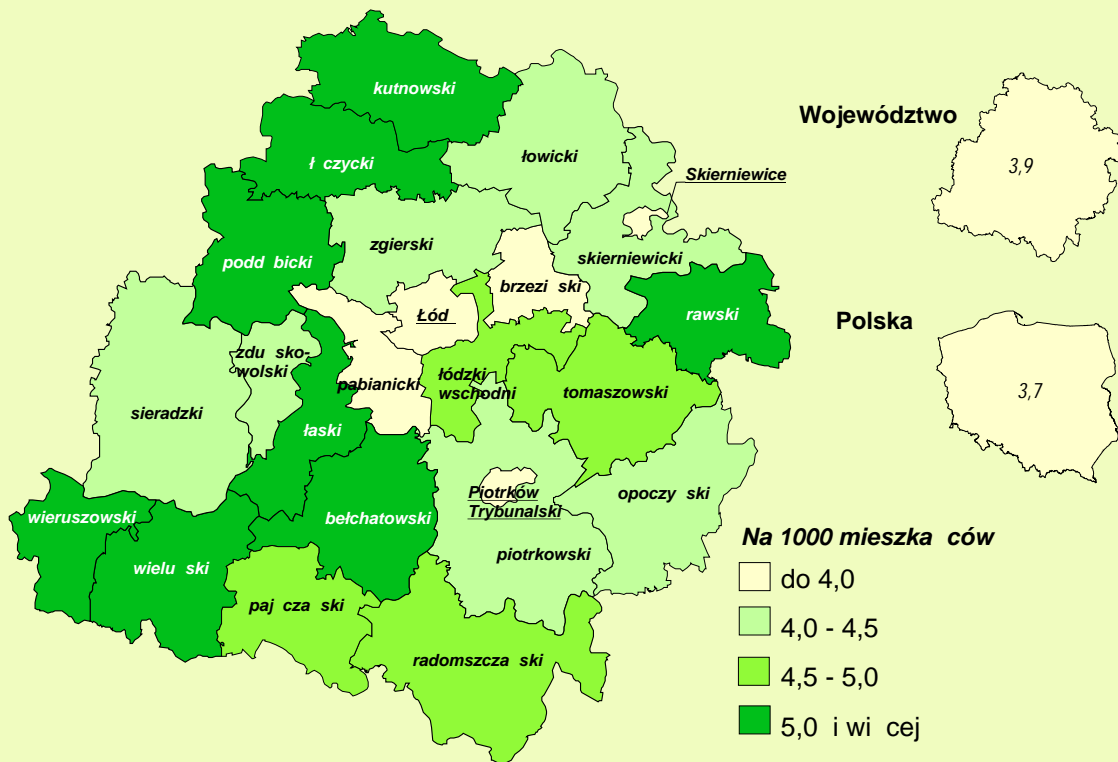 kutnowski
ł czycki
łowicki
Skierniewice
zgierski
skierniewicki
podd bicki
brzezi ski
rawski
Łód
zdu sko-
wolski
pabianicki
łódzki
wschodni
tomaszowski
sieradzki
łaski
Piotrków
Trybunalski
opoczy ski
wieruszowski
bełchatowski
wielu ski
piotrkowski
paj cza ski
radomszcza ski
Województwo
3,9
Polska
3,7
Na 1000 mieszka ców
do 4,0
4,0 - 4,5
4,5 - 5,0
5,0 i wi cej